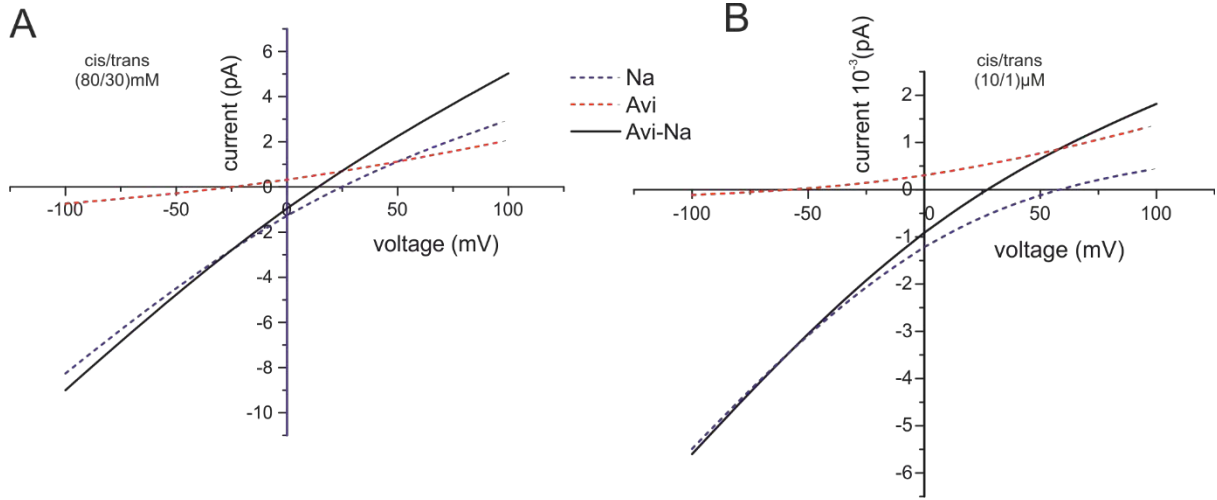 A
cis/trans
(80/30)mM
current (pA)
6
4
2
0
-2
-4
-6
-8
-10
-100
-50
0
50
100
voltage (mV)
Na
Avi
Avi-Na
B
cis/trans
(10/1)µM
current 10⁻³(pA)
2
1
0
-1
-2
-3
-4
-5
-6
-100
-50
0
50
100
voltage (mV)